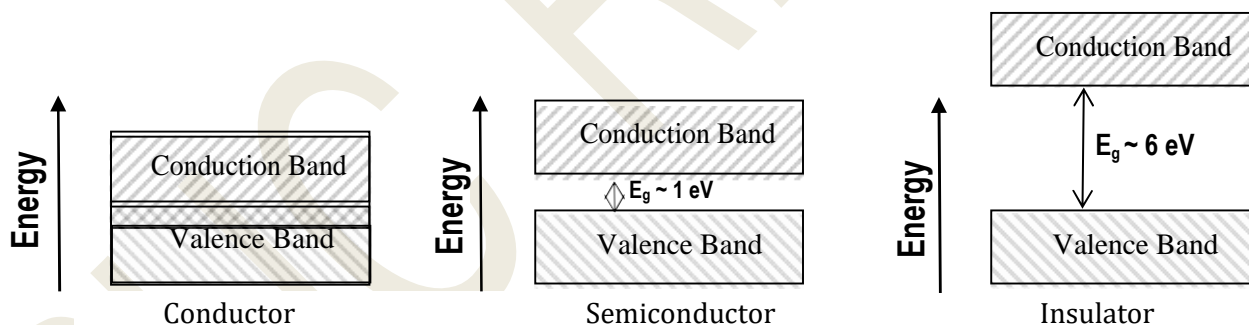 Energy
Conduction Band
Valence Band
Conductor
Energy
Conduction Band
E_g ~ 1 eV
Valence Band
Semiconductor
Energy
Conduction Band
E_g ~ 6 eV
Valence Band
Insulator